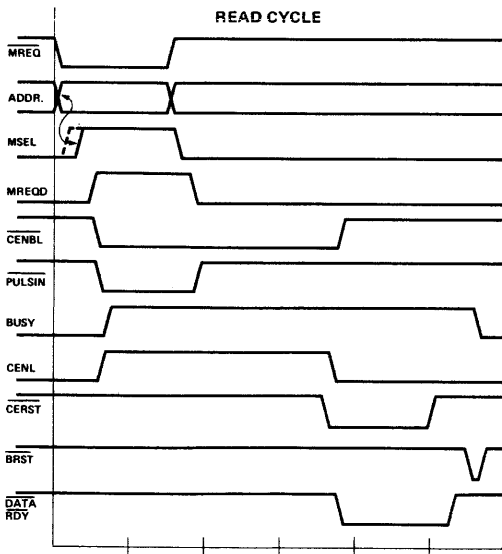 READ CYCLE
MREQ
ADDR.
MSEL
MREQD
CENBL
PULSIN
BUSY
CENL
CERST
BRST
DATA
RDY